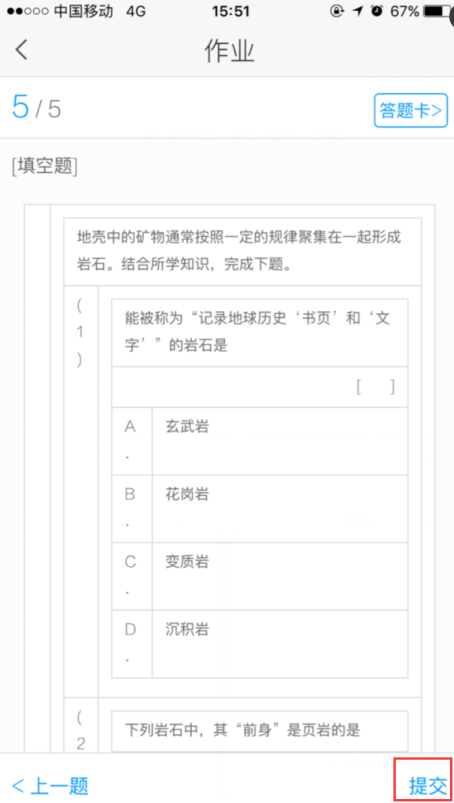 中国移动 4G 15:51 67%
作业
5/5 答题卡>
[填空题]
地壳中的矿物通常按照一定的规律聚集在一起形成
岩石。结合所学知识，完成下题。
(
1
)
能被称为“记录地球历史‘书页’和‘文
字’”的岩石是
[ ]
A
.
玄武岩
B
.
花岗岩
C
.
变质岩
D
.
沉积岩
(
2
下列岩石中，其“前身”是页岩的是
<上一题 提交